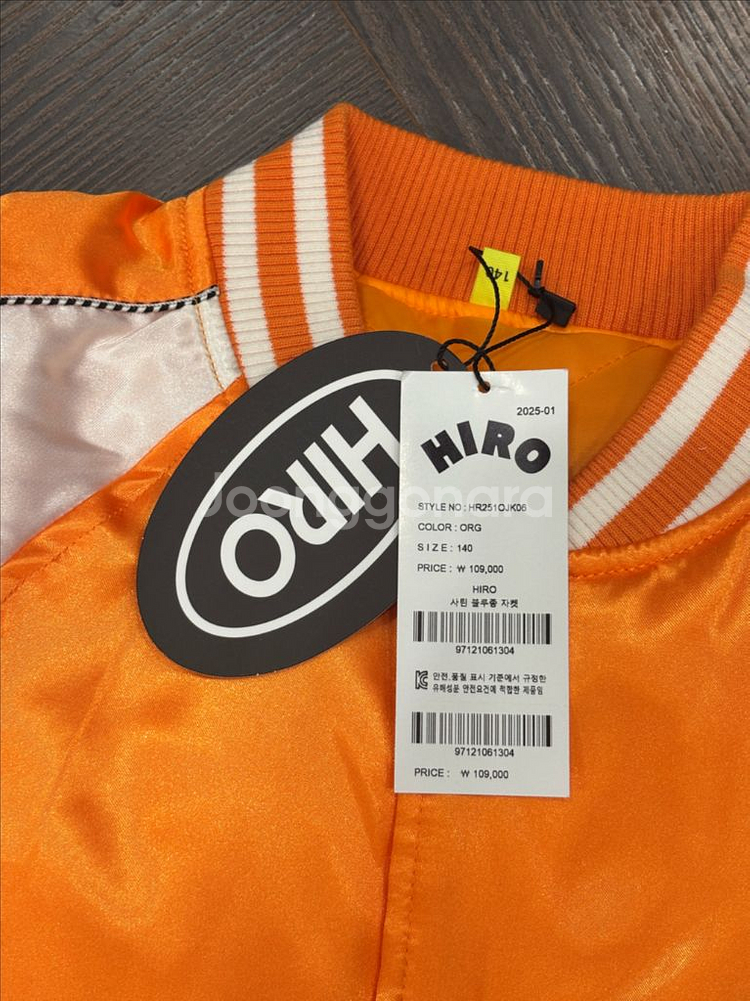 140
2025-01
HIRO
HIRO
STYLE NO : HR251OJK06
COLOR : ORG
SIZE : 140
PRICE : ₩ 109,000
HIRO
사틴 블루종 자켓
97121061304
안전.품질 표시 기준에서 규정한
유해성분 안전요건에 적합한 제품임
97121061304
PRICE : ₩ 109,000
Joonggonara